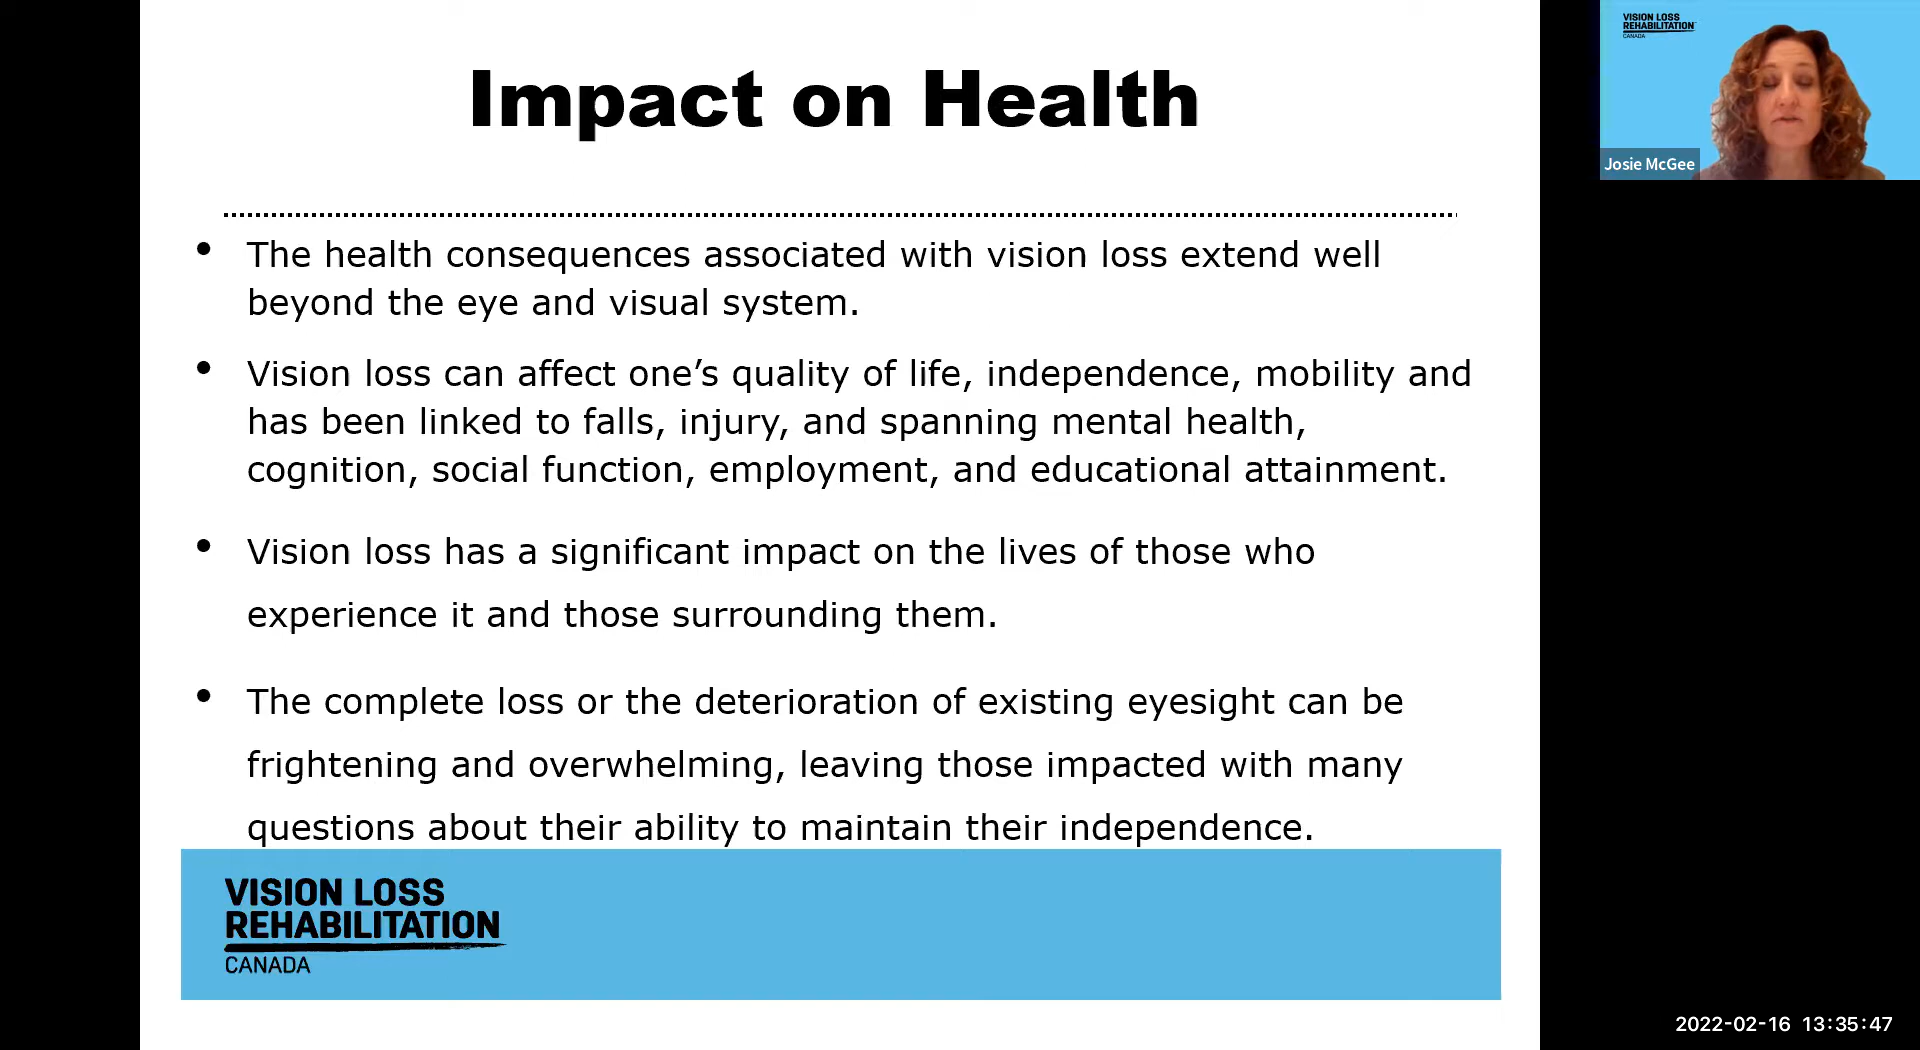 Impact on Health
• The health consequences associated with vision loss extend well
beyond the eye and visual system.
• Vision loss can affect one’s quality of life, independence, mobility and
has been linked to falls, injury, and spanning mental health,
cognition, social function, employment, and educational attainment.
• Vision loss has a significant impact on the lives of those who
experience it and those surrounding them.
• The complete loss or the deterioration of existing eyesight can be
frightening and overwhelming, leaving those impacted with many
questions about their ability to maintain their independence.
VISION LOSS
REHABILITATION
CANADA
VISION LOSS
REHABILITATION
CANADA
Josie McGee
2022-02-16 13:35:47